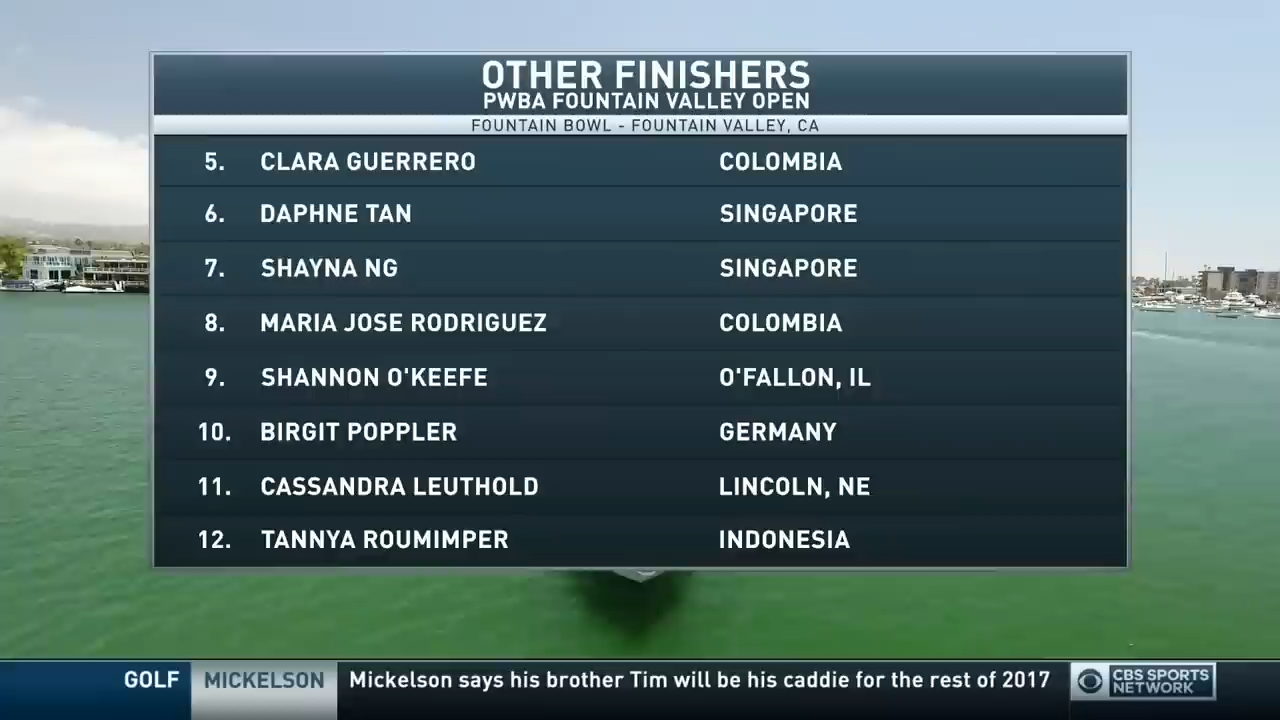 OTHER FINISHERS
PWBA FOUNTAIN VALLEY OPEN
FOUNTAIN BOWL - FOUNTAIN VALLEY, CA
5. CLARA GUERRERO COLOMBIA
6. DAPHNE TAN SINGAPORE
7. SHAYNA NG SINGAPORE
8. MARIA JOSE RODRIGUEZ COLOMBIA
9. SHANNON O'KEEFE O'FALLON, IL
10. BIRGIT POPPLER GERMANY
11. CASSANDRA LEUTHOLD LINCOLN, NE
12. TANNYA ROUMIMPER INDONESIA
GOLF MICKELSON Mickelson says his brother Tim will be his caddie for the rest of 2017 CBS SPORTS
NETWORK